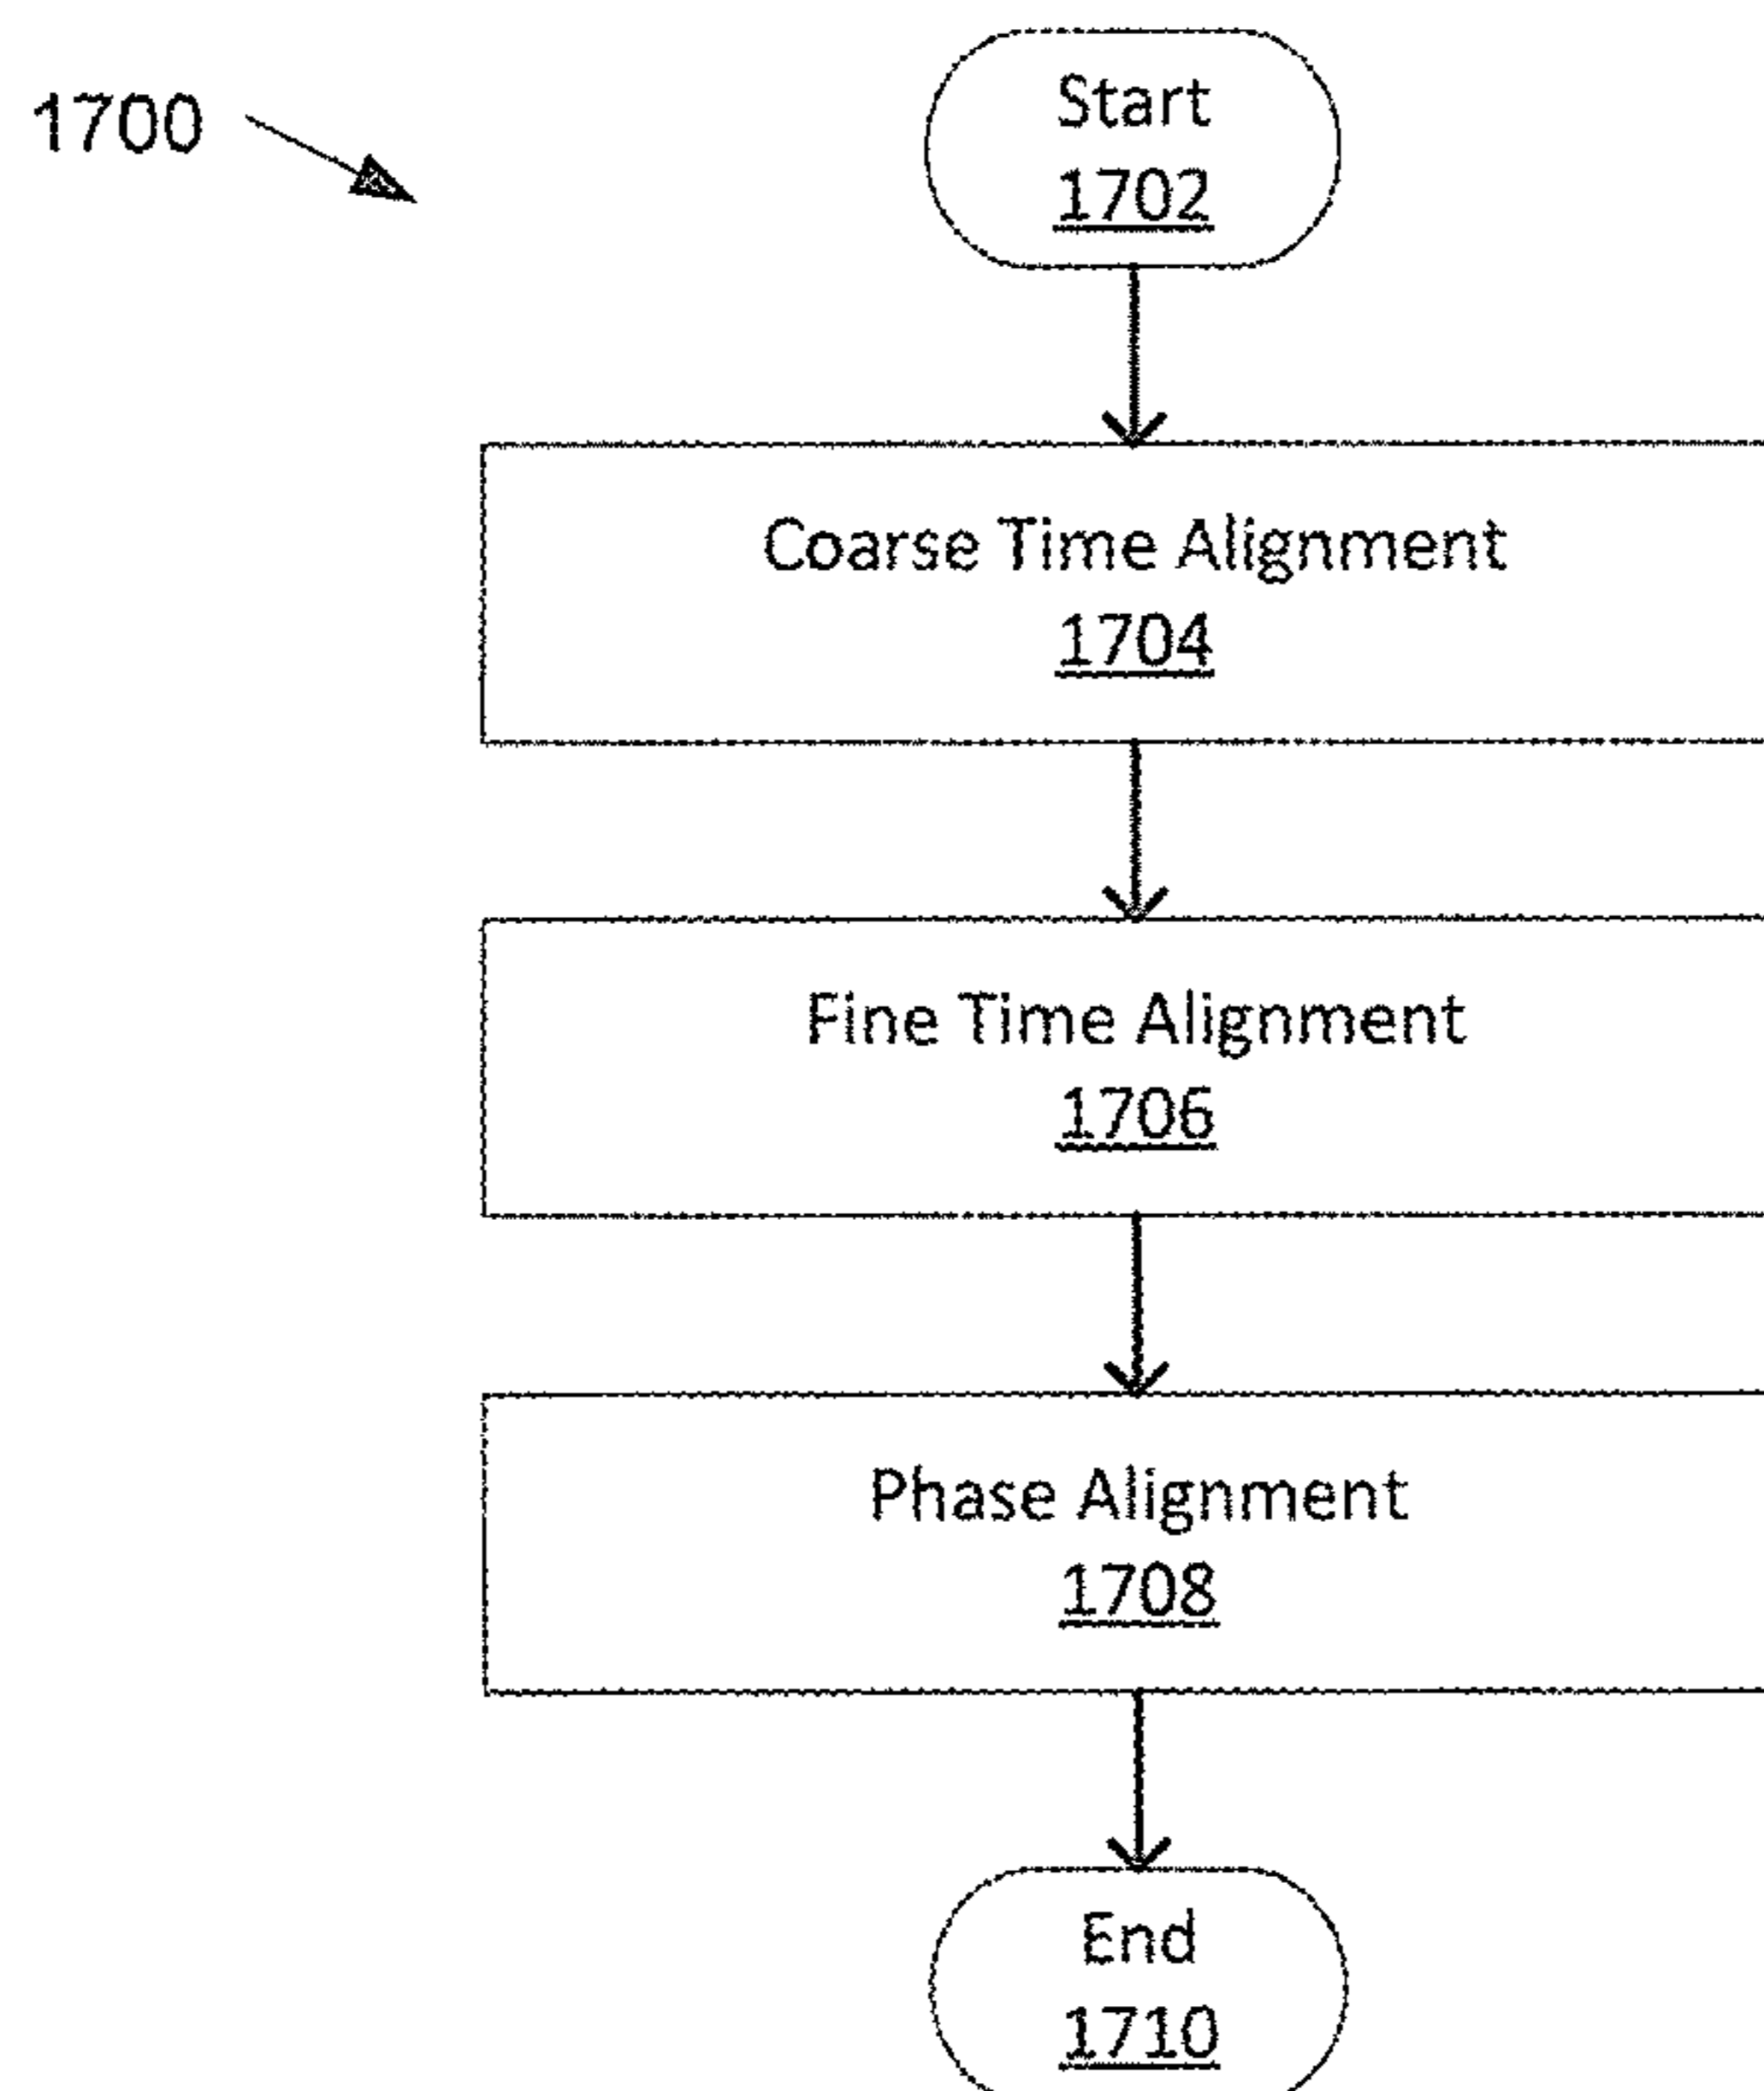 1700
Start
1702
Coarse Time Alignment
1704
Fine Time Alignment
1706
Phase Alignment
1708
End
1710